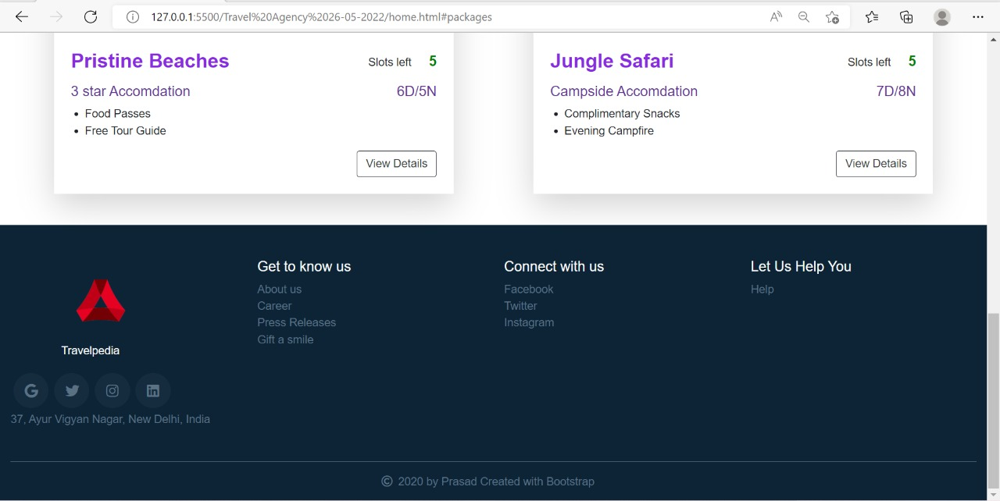 127.0.0.1:5500/Travel%20Agency%2026-05-2022/home.html#packages
Pristine Beaches
Slots left 5
3 star Accomdation 6D/5N
Food Passes
Free Tour Guide
View Details
Jungle Safari
Slots left 5
Campside Accomdation 7D/8N
Complimentary Snacks
Evening Campfire
View Details
Travelpedia
37, Ayur Vigyan Nagar, New Delhi, India
Get to know us
About us
Career
Press Releases
Gift a smile
Connect with us
Facebook
Twitter
Instagram
Let Us Help You
Help
© 2020 by Prasad Created with Bootstrap